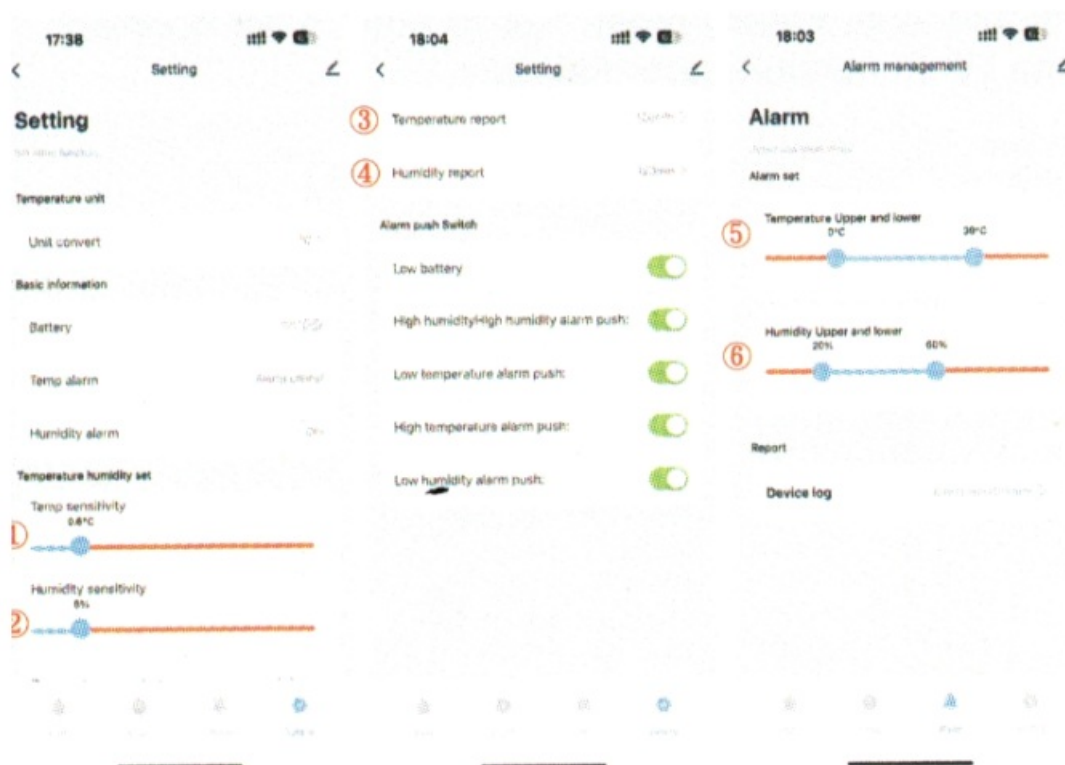 17:38
Setting
Setting
Temperature unit
Unit convert
Basic information
Battery
Temp alarm
Humidity alarm
Temperature humidity set
Temp sensitivity
0.6°C
①
Humidity sensitivity
6%
②
18:04
Setting
③ Temperature report
④ Humidity report
Alarm push Switch
Low battery
High humidityHigh humidity alarm push:
Low temperature alarm push:
High temperature alarm push:
Low humidity alarm push:
18:03
Alarm management
Alarm
Alarm set
Temperature Upper and lower
⑤
0°C 39°C
Humidity Upper and lower
⑥
20% 60%
Report
Device log